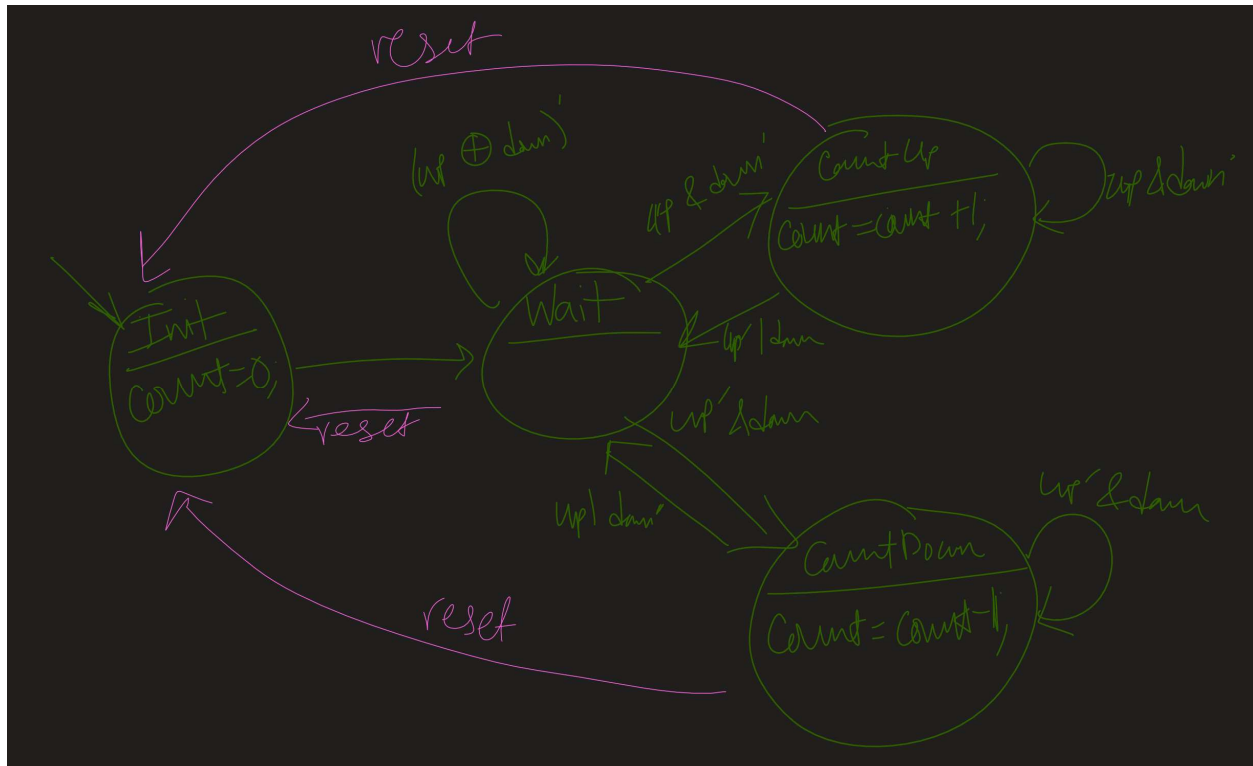 reset
(up ⊕ down)'
up & down'
Count Up
Count = count + 1;
up & down'
Init
Count = 0;
Wait
up' | down
reset
up' & down
up | down'
Count Down
Count = Count - 1;
up' & down
reset